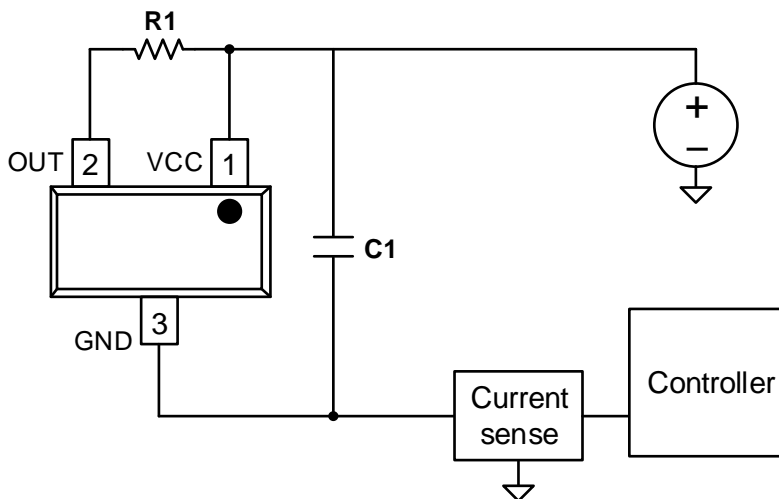 R1
OUT
2
VCC
1
+
−
C1
3
GND
Current
sense
Controller